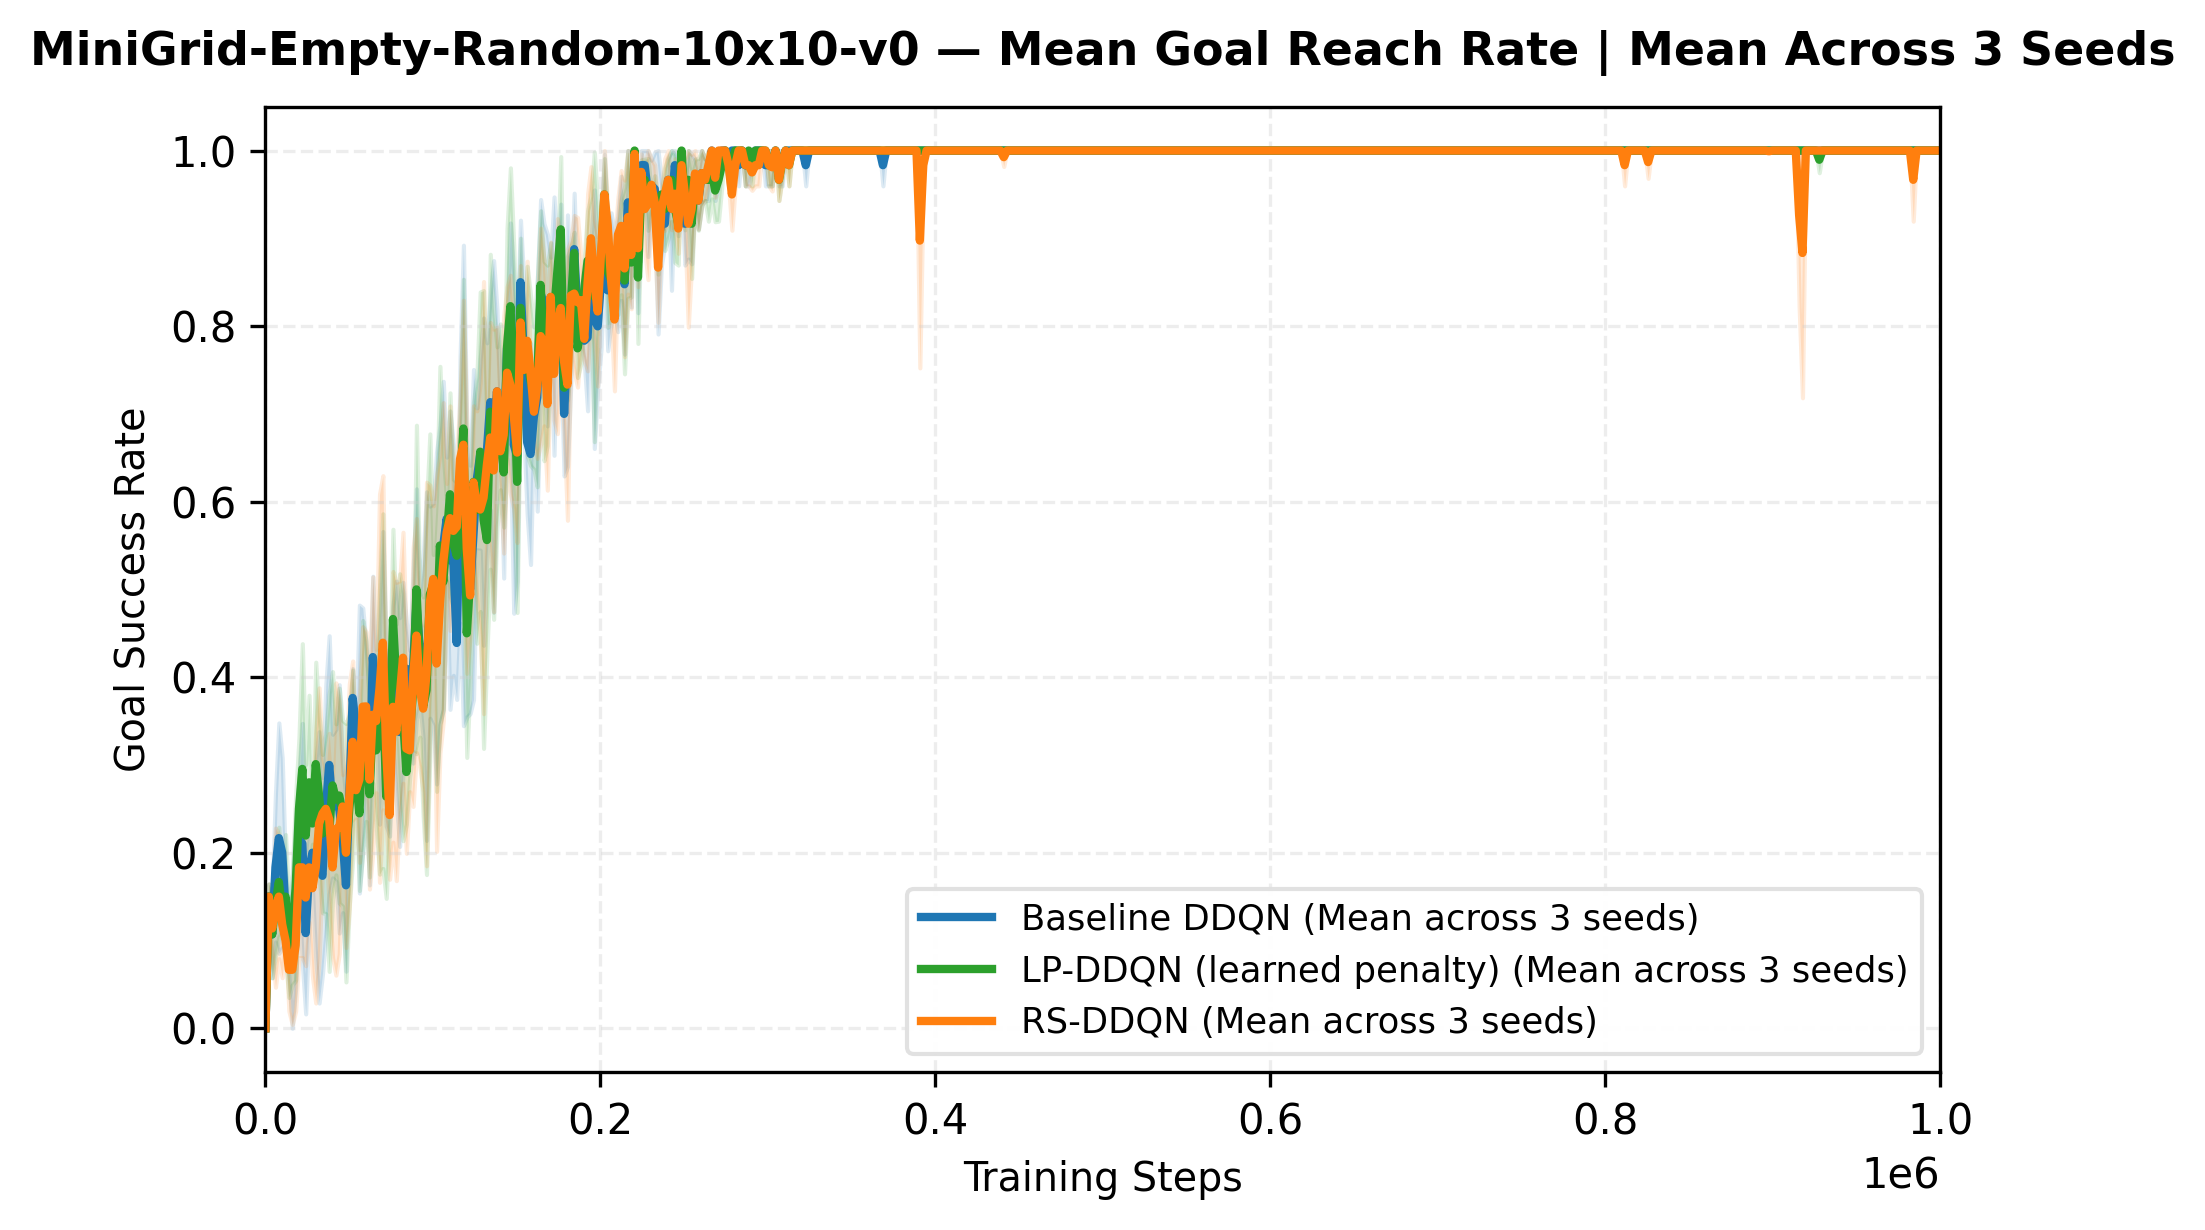 MiniGrid-Empty-Random-10x10-v0 — Mean Goal Reach Rate | Mean Across 3 Seeds
Goal Success Rate
1.0
0.8
0.6
0.4
0.2
0.0
Baseline DDQN (Mean across 3 seeds)
LP-DDQN (learned penalty) (Mean across 3 seeds)
RS-DDQN (Mean across 3 seeds)
0.0 0.2 0.4 0.6 0.8 1.0
Training Steps
1e6